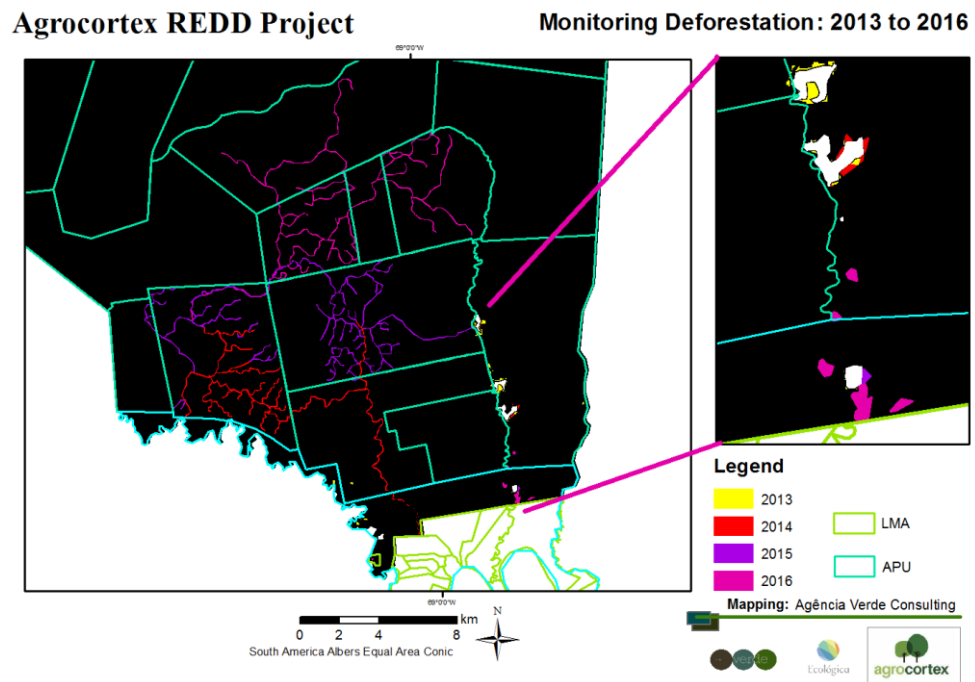 Agrocortex REDD Project
Monitoring Deforestation: 2013 to 2016
69°0'0"W
69°0'0"W
Legend
2013
2014
2015
2016
LMA
APU
0 2 4 8 km
South America Albers Equal Area Conic
N
Mapping: Agência Verde Consulting
verde
Ecológica
agrocortex